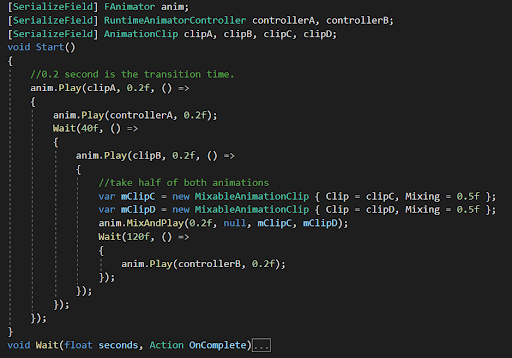 [SerializeField] FAnimator anim;
[SerializeField] RuntimeAnimatorController controllerA, controllerB;
[SerializeField] AnimationClip clipA, clipB, clipC, clipD;
void Start()
{
//0.2 second is the transition time.
anim.Play(clipA, 0.2f, () =>
{
anim.Play(controllerA, 0.2f);
Wait(40f, () =>
{
anim.Play(clipB, 0.2f, () =>
{
//take half of both animations
var mClipC = new MixableAnimationClip { Clip = clipC, Mixing = 0.5f };
var mClipD = new MixableAnimationClip { Clip = clipD, Mixing = 0.5f };
anim.MixAndPlay(0.2f, null, mClipC, mClipD);
Wait(120f, () =>
{
anim.Play(controllerB, 0.2f);
});
});
});
});
}
void Wait(float seconds, Action OnComplete)...